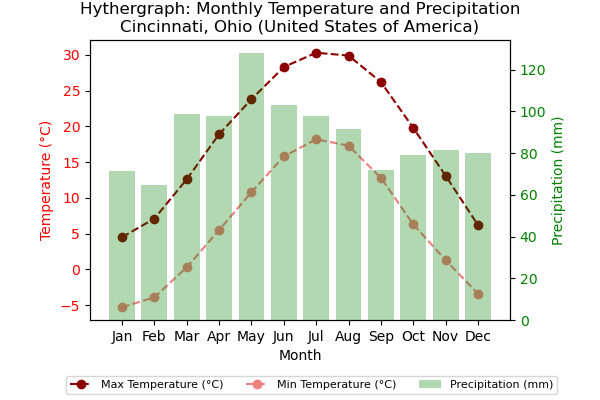 Hythergraph: Monthly Temperature and Precipitation
Cincinnati, Ohio (United States of America)
30
25
20
15
10
5
0
−5
Temperature (°C)
120
100
80
60
40
20
0
Precipitation (mm)
Jan Feb Mar Apr May Jun Jul Aug Sep Oct Nov Dec
Month
Max Temperature (°C) Min Temperature (°C) Precipitation (mm)